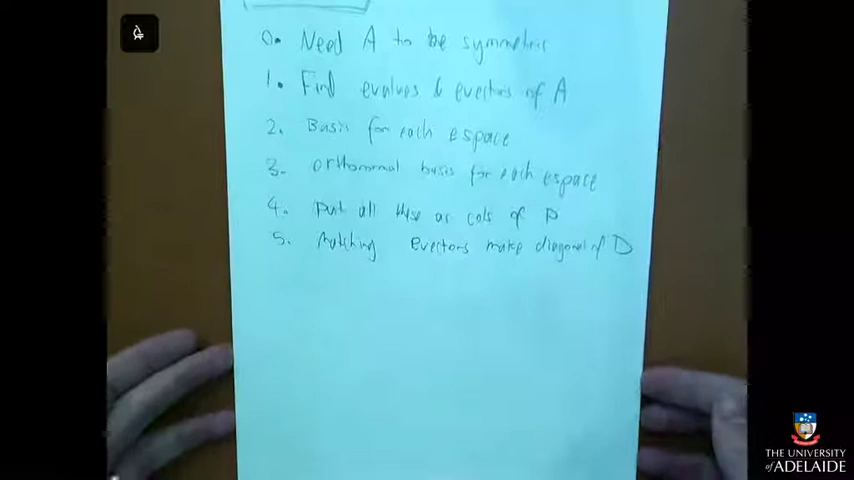 0. Need A to be symmetric
1. Find evalues & evectors of A
2. Basis for each espace
3. orthonormal basis for each espace
4. Put all these as cols of P
5. Matching evectors make diagonal of D
THE UNIVERSITY
of ADELAIDE